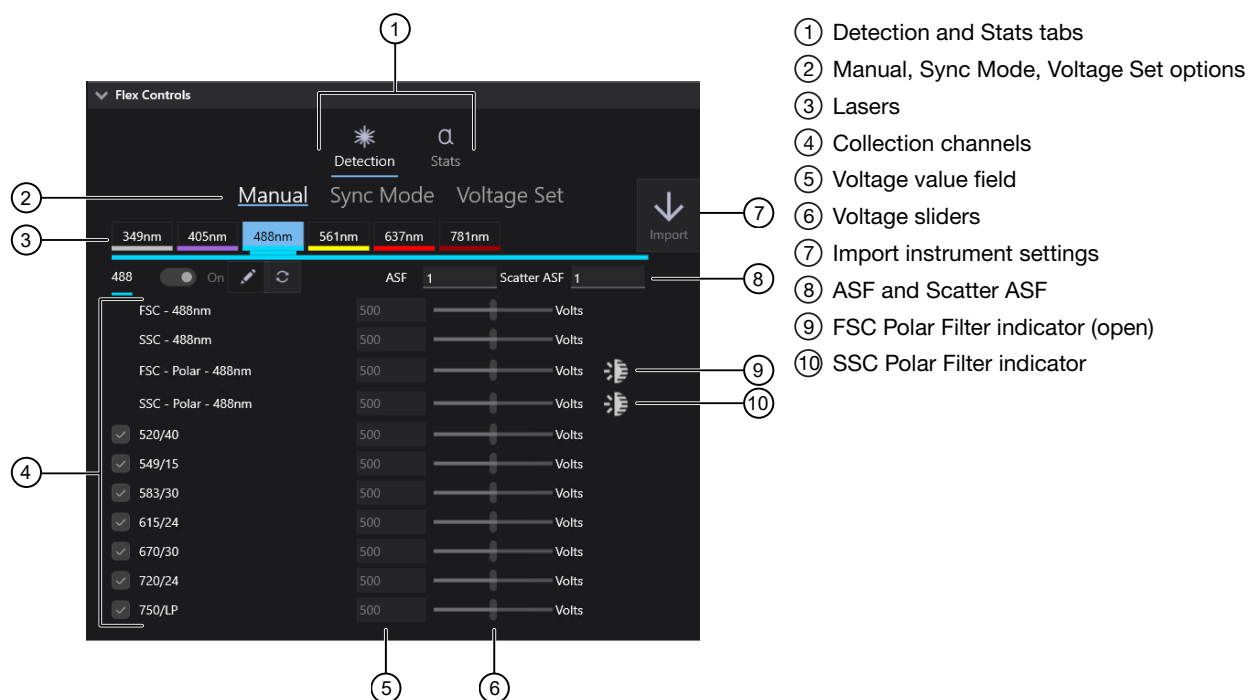 1
Flex Controls
Detection
α
Stats
2
Manual Sync Mode Voltage Set
Import
7
3
349nm 405nm 488nm 561nm 637nm 781nm
488 On ASF 1 Scatter ASF 1
8
FSC - 488nm 500 Volts
SSC - 488nm 500 Volts
FSC - Polar - 488nm 500 Volts
9
SSC - Polar - 488nm 500 Volts
10
520/40 500 Volts
4
549/15 500 Volts
583/30 500 Volts
615/24 500 Volts
670/30 500 Volts
720/24 500 Volts
750/LP 500 Volts
5
6
1 Detection and Stats tabs
2 Manual, Sync Mode, Voltage Set options
3 Lasers
4 Collection channels
5 Voltage value field
6 Voltage sliders
7 Import instrument settings
8 ASF and Scatter ASF
9 FSC Polar Filter indicator (open)
10 SSC Polar Filter indicator